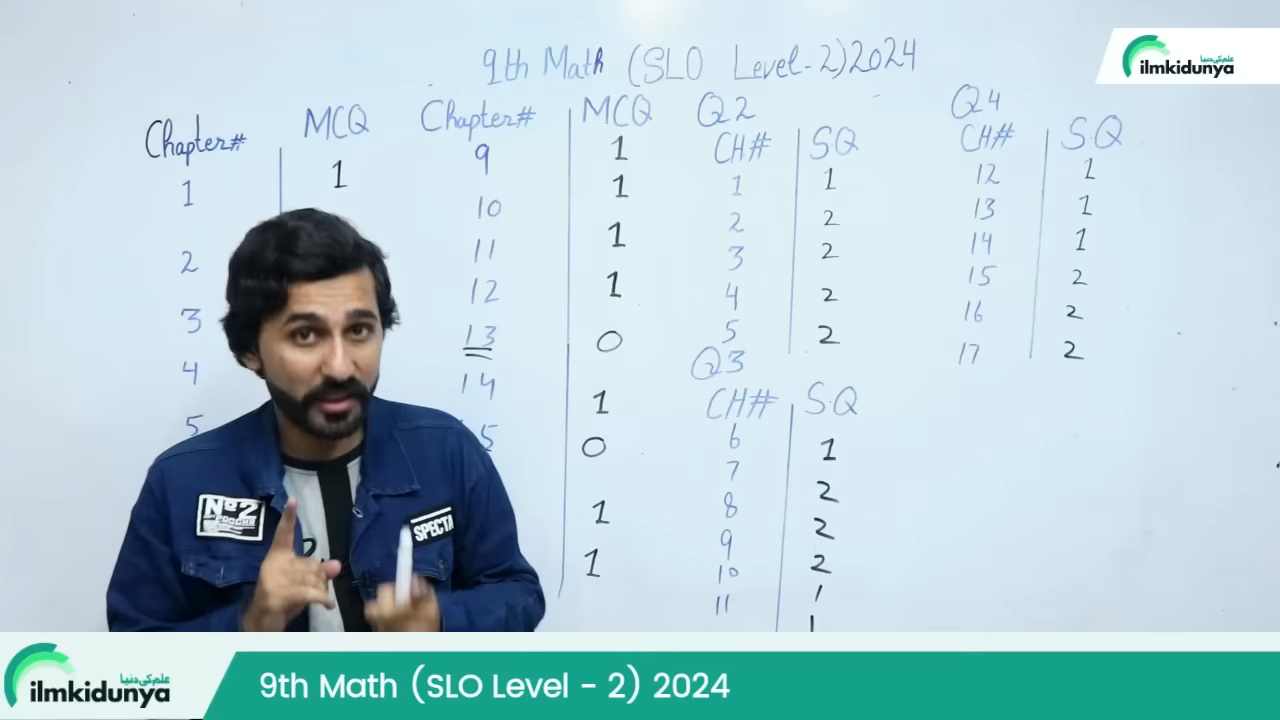 9th Math (SLO Level-2) 2024
علم کی دنیا
ilmkidunya
Chapter# MCQ
1 1
2
3
4
5
Chapter# MCQ
9 1
10 1
11 1
12 1
13 0
14 1
5 0
1
1
Q2
CH# SQ
1 1
2 2
3 2
4 2
5 2
Q3
CH# S.Q
6 1
7 2
8 2
9 2
10 1
11 1
Q4
CH# S.Q
12 1
13 1
14 1
15 2
16 2
17 2
No2
SPECTA
علم کی دنیا
ilmkidunya
9th Math (SLO Level - 2) 2024